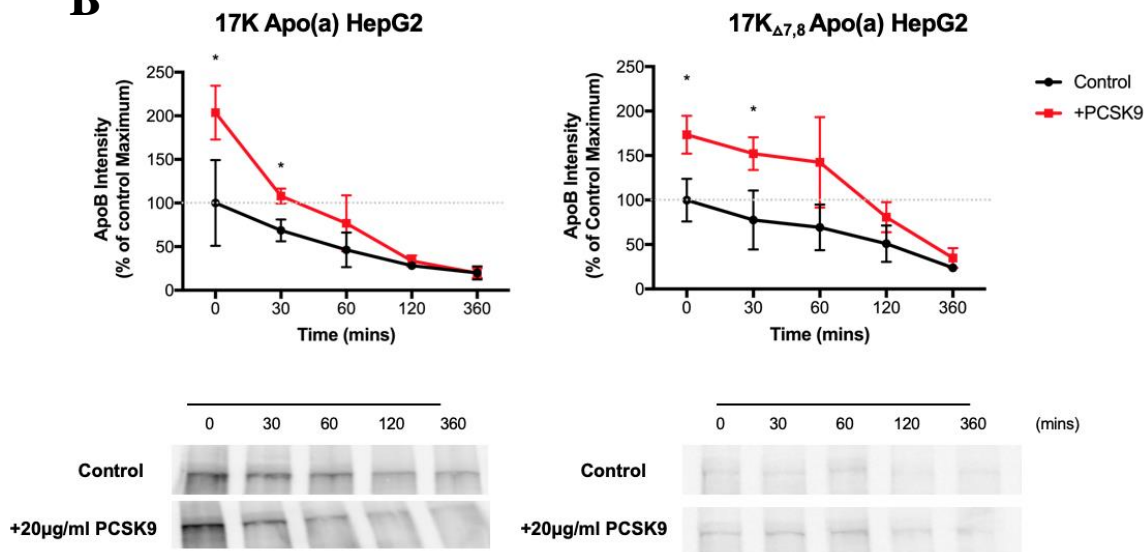 B
17K Apo(a) HepG2
ApoB Intensity
(% of control Maximum)
250
200
150
100
50
0
*
*
0 30 60 120 360
Time (mins)
17KΔ7,8 Apo(a) HepG2
ApoB Intensity
(% of Control Maximum)
250
200
150
100
50
0
*
*
0 30 60 120 360
Time (mins)
Control
+PCSK9
0 30 60 120 360
Control
+20µg/ml PCSK9
0 30 60 120 360 (mins)
Control
+20µg/ml PCSK9